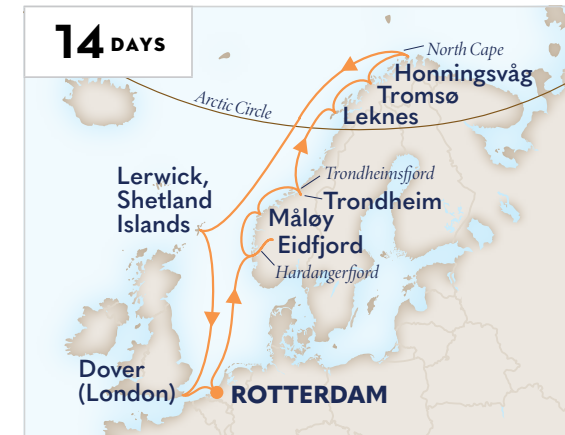 14 DAYS
North Cape
Honningsvåg
Tromsø
Leknes
Arctic Circle
Lerwick,
Shetland
Islands
Trondheimsfjord
Trondheim
Måløy
Eidfjord
Hardangerfjord
Dover
(London)
ROTTERDAM